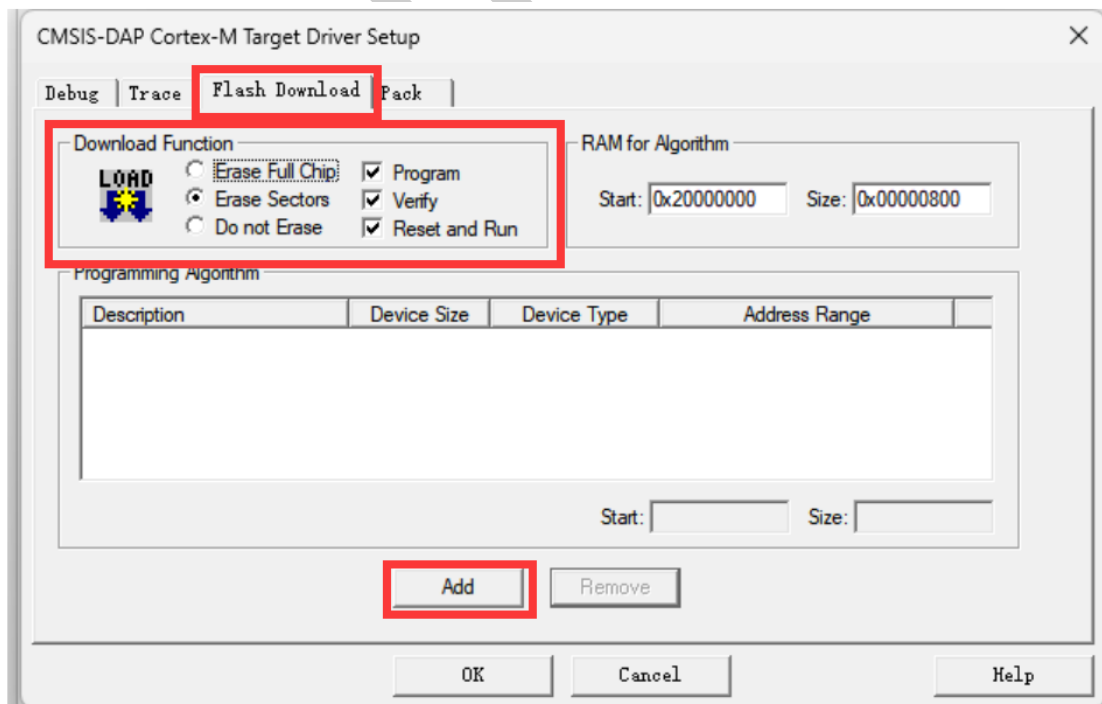 CMSIS-DAP Cortex-M Target Driver Setup
Debug Trace Flash Download Pack
Download Function
LOAD
Erase Full Chip
Erase Sectors
Do not Erase
Program
Verify
Reset and Run
RAM for Algorithm
Start: 0x20000000 Size: 0x00000800
Programming Algorithm
Description Device Size Device Type Address Range
Start: Size:
Add Remove
OK Cancel Help